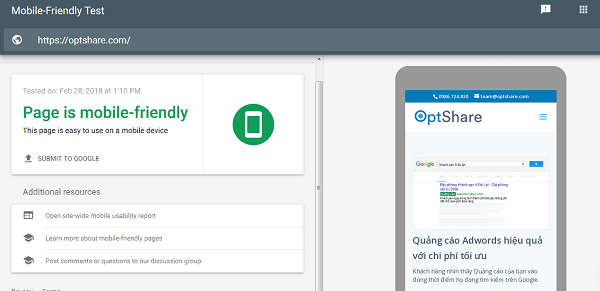 Mobile-Friendly Test
https://optshare.com/
Tested on: Feb 28, 2018 at 1:10 PM
Page is mobile-friendly
This page is easy to use on a mobile device
SUBMIT TO GOOGLE
Additional resources
Open site-wide mobile usability report
Learn more about mobile-friendly pages
Post comments or questions to our discussion group
Privacy Terms
0986.724.830 team@optshare.com
OptShare
Google
Quảng cáo Adwords hiệu quả
với chi phí tối ưu
Khách hàng nhìn thấy Quảng cáo của bạn vào
đúng thời điểm họ đang tìm kiếm trên Google.